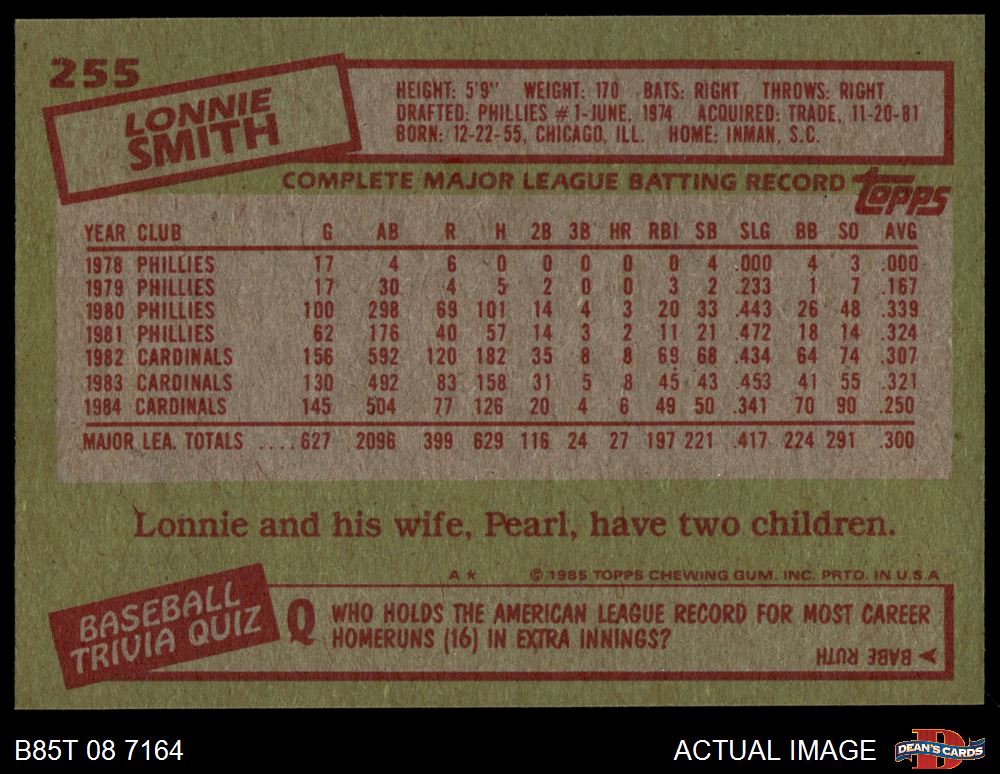 255
LONNIE
SMITH
HEIGHT: 5'9" WEIGHT: 170 BATS: RIGHT THROWS: RIGHT
DRAFTED: PHILLIES #1-JUNE, 1974 ACQUIRED: TRADE, 11-20-81
BORN: 12-22-55, CHICAGO, ILL. HOME: INMAN, S.C.
COMPLETE MAJOR LEAGUE BATTING RECORD topps
YEAR CLUB G AB R H 2B 3B HR RBI SB SLG BB SO AVG
1978 PHILLIES 17 4 6 0 0 0 0 0 4 .000 4 3 .000
1979 PHILLIES 17 30 4 5 2 0 0 3 2 .233 1 7 .167
1980 PHILLIES 100 298 69 101 14 4 3 20 33 .443 26 48 .339
1981 PHILLIES 62 176 40 57 14 3 2 11 21 .472 18 14 .324
1982 CARDINALS 156 592 120 182 35 8 8 69 68 .434 64 74 .307
1983 CARDINALS 130 492 83 158 31 5 8 45 43 .453 41 55 .321
1984 CARDINALS 145 504 77 126 20 4 6 49 50 .341 70 90 .250
MAJOR LEA. TOTALS ....627 2096 399 629 116 24 27 197 221 .417 224 291 .300
Lonnie and his wife, Pearl, have two children.
A* © 1985 TOPPS CHEWING GUM, INC. PRTD. IN U.S.A
BASEBALL
TRIVIA QUIZ
Q WHO HOLDS THE AMERICAN LEAGUE RECORD FOR MOST CAREER
HOMERUNS (16) IN EXTRA INNINGS?
A BABE RUTH
B85T 08 7164
ACTUAL IMAGE
D
DEAN'S CARDS